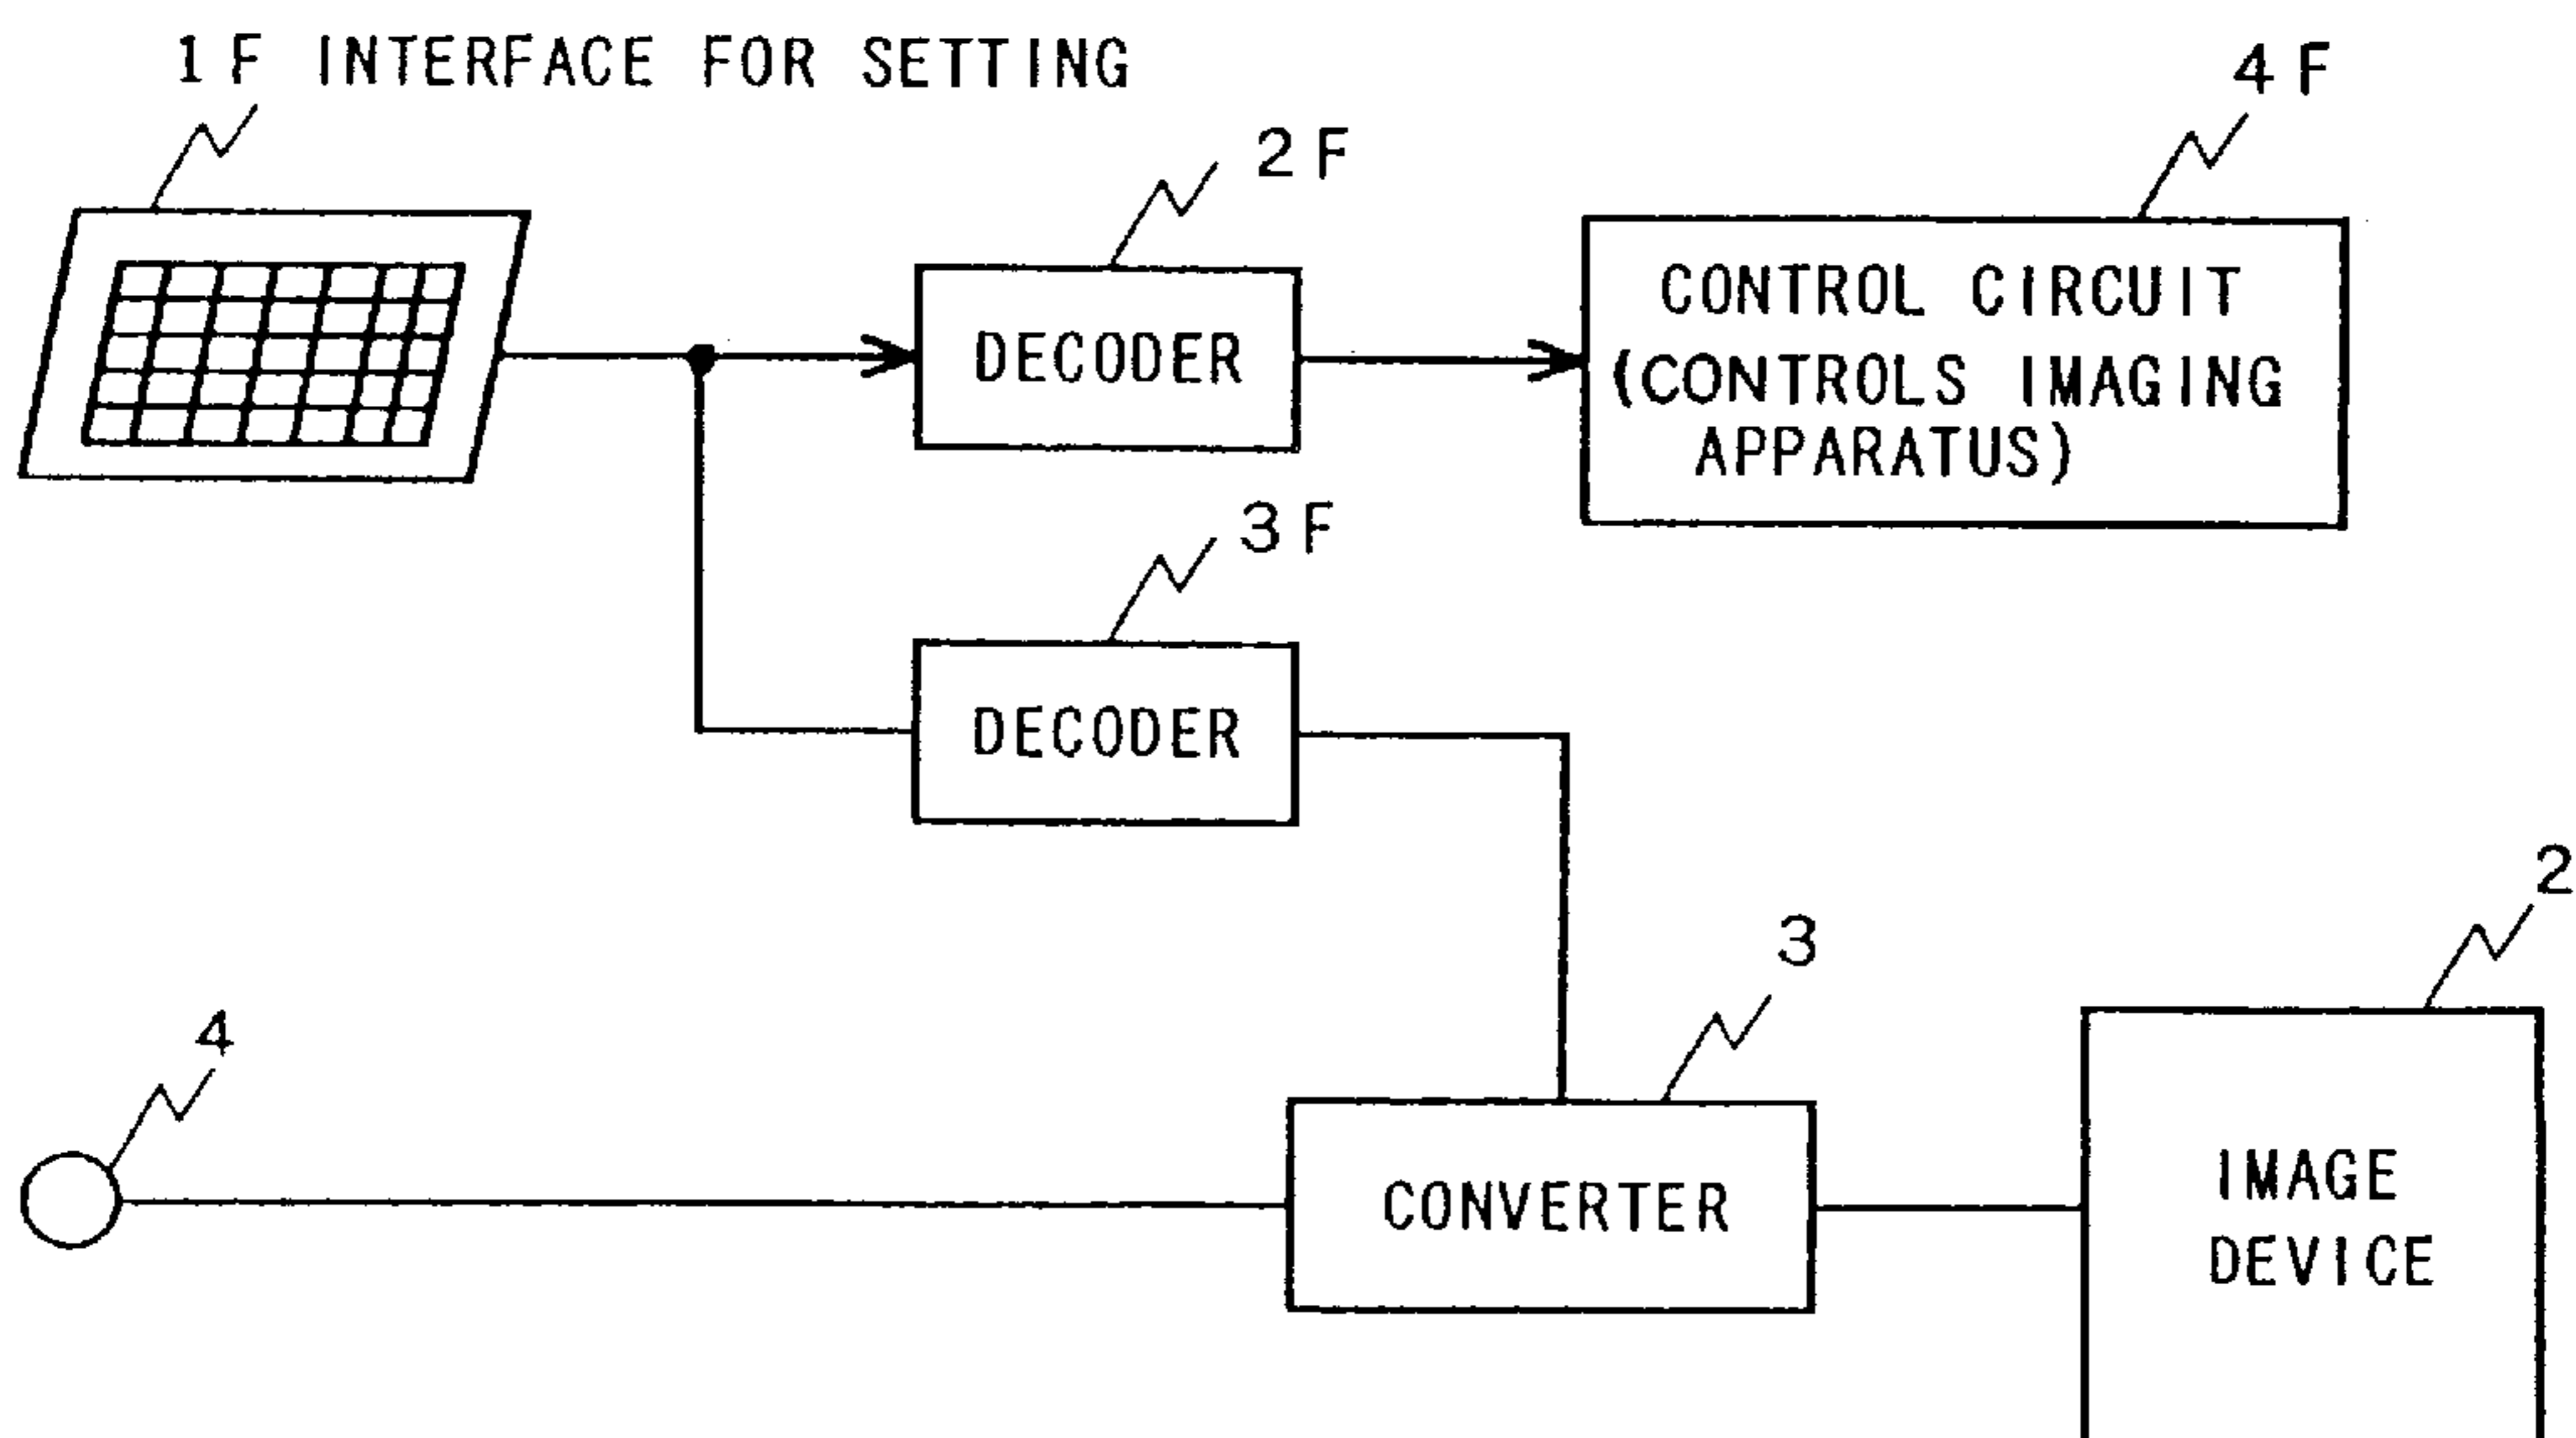 1F INTERFACE FOR SETTING
4F
2F
CONTROL CIRCUIT
(CONTROLS IMAGING
APPARATUS)
DECODER
3F
DECODER
2
3
4
CONVERTER
IMAGE
DEVICE